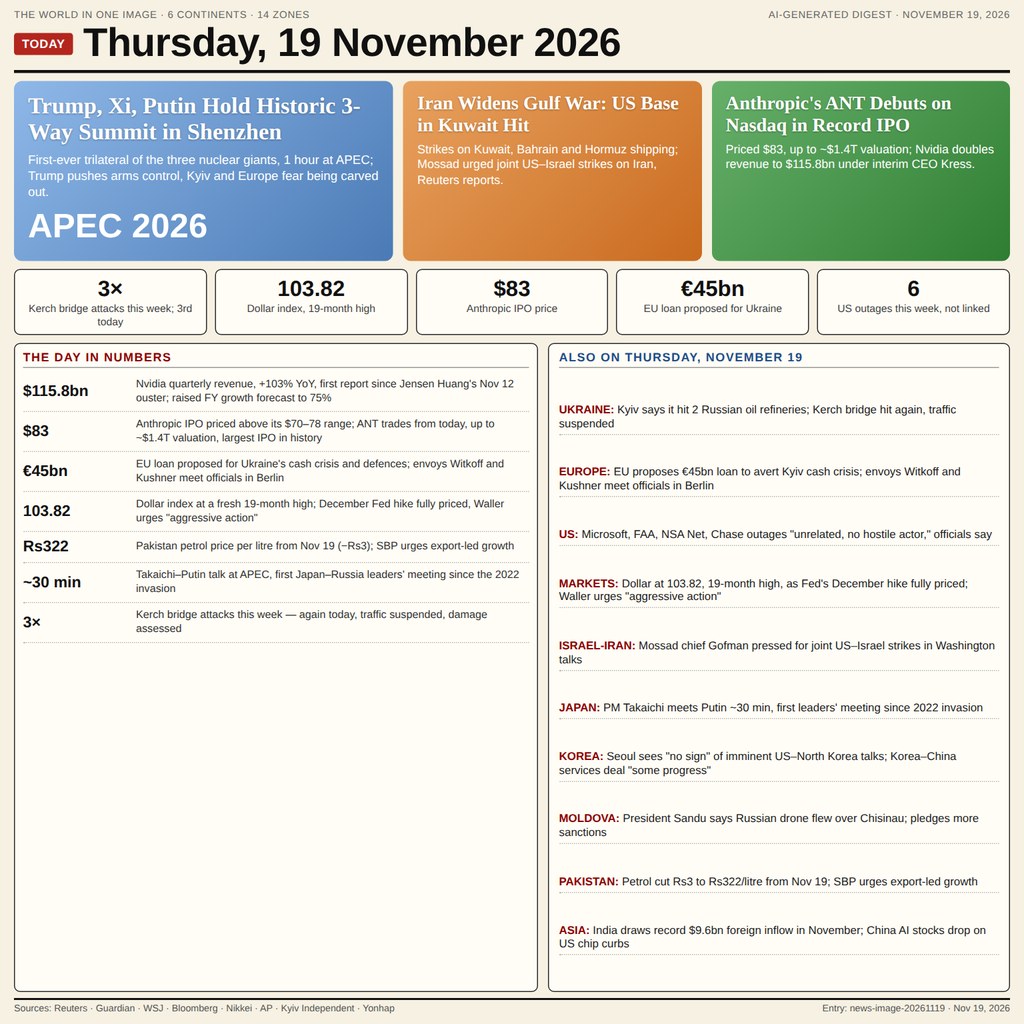 THE WORLD IN ONE IMAGE · 6 CONTINENTS · 14 ZONES
AI-GENERATED DIGEST · NOVEMBER 19, 2026
TODAY
Thursday, 19 November 2026
Trump, Xi, Putin Hold Historic 3-
Way Summit in Shenzhen
First-ever trilateral of the three nuclear giants, 1 hour at APEC;
Trump pushes arms control, Kyiv and Europe fear being carved
out.
APEC 2026
Iran Widens Gulf War: US Base
in Kuwait Hit
Strikes on Kuwait, Bahrain and Hormuz shipping;
Mossad urged joint US–Israel strikes on Iran,
Reuters reports.
Anthropic's ANT Debuts on
Nasdaq in Record IPO
Priced $83, up to ~$1.4T valuation; Nvidia doubles
revenue to $115.8bn under interim CEO Kress.
3×
Kerch bridge attacks this week; 3rd
today
103.82
Dollar index, 19-month high
$83
Anthropic IPO price
€45bn
EU loan proposed for Ukraine
6
US outages this week, not linked
THE DAY IN NUMBERS
$115.8bn
Nvidia quarterly revenue, +103% YoY, first report since Jensen Huang's Nov 12
ouster; raised FY growth forecast to 75%
$83
Anthropic IPO priced above its $70–78 range; ANT trades from today, up to
~$1.4T valuation, largest IPO in history
€45bn
EU loan proposed for Ukraine's cash crisis and defences; envoys Witkoff and
Kushner meet officials in Berlin
103.82
Dollar index at a fresh 19-month high; December Fed hike fully priced, Waller
urges "aggressive action"
Rs322
Pakistan petrol price per litre from Nov 19 (−Rs3); SBP urges export-led growth
~30 min
Takaichi–Putin talk at APEC, first Japan–Russia leaders' meeting since the 2022
invasion
3×
Kerch bridge attacks this week — again today, traffic suspended, damage
assessed
ALSO ON THURSDAY, NOVEMBER 19
UKRAINE: Kyiv says it hit 2 Russian oil refineries; Kerch bridge hit again, traffic
suspended
EUROPE: EU proposes €45bn loan to avert Kyiv cash crisis; envoys Witkoff and
Kushner meet officials in Berlin
US: Microsoft, FAA, NSA Net, Chase outages "unrelated, no hostile actor," officials say
MARKETS: Dollar at 103.82, 19-month high, as Fed's December hike fully priced;
Waller urges "aggressive action"
ISRAEL-IRAN: Mossad chief Gofman pressed for joint US–Israel strikes in Washington
talks
JAPAN: PM Takaichi meets Putin ~30 min, first leaders' meeting since 2022 invasion
KOREA: Seoul sees "no sign" of imminent US–North Korea talks; Korea–China
services deal "some progress"
MOLDOVA: President Sandu says Russian drone flew over Chisinau; pledges more
sanctions
PAKISTAN: Petrol cut Rs3 to Rs322/litre from Nov 19; SBP urges export-led growth
ASIA: India draws record $9.6bn foreign inflow in November; China AI stocks drop on
US chip curbs
Sources: Reuters · Guardian · WSJ · Bloomberg · Nikkei · AP · Kyiv Independent · Yonhap
Entry: news-image-20261119 · Nov 19, 2026